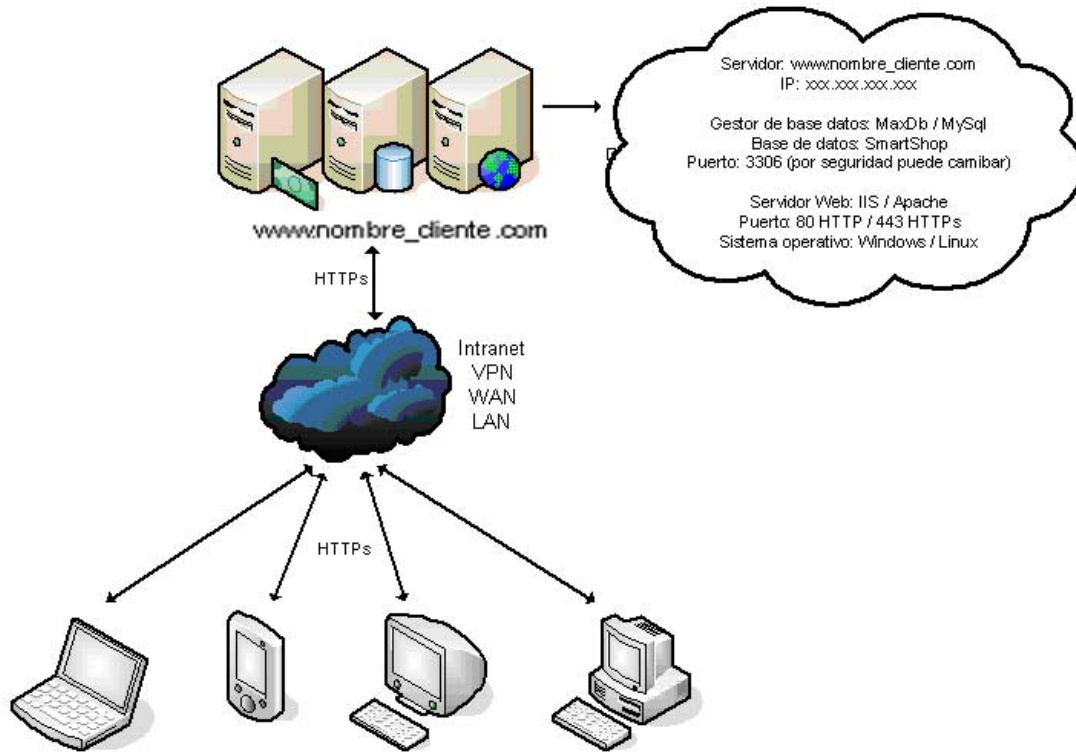 Servidor: www.nombre_cliente.com
IP: xxx.xxx.xxx.xxx
Gestor de base datos: MaxDb / MySql
Base de datos: SmartShop
Puerto: 3306 (por seguridad puede camibar)
Servidor Web: IIS / Apache
Puerto: 80 HTTP / 443 HTTPs
Sistema operativo: Windows / Linux
www.nombre_cliente.com
HTTPs
Intranet
VPN
WAN
LAN
HTTPs